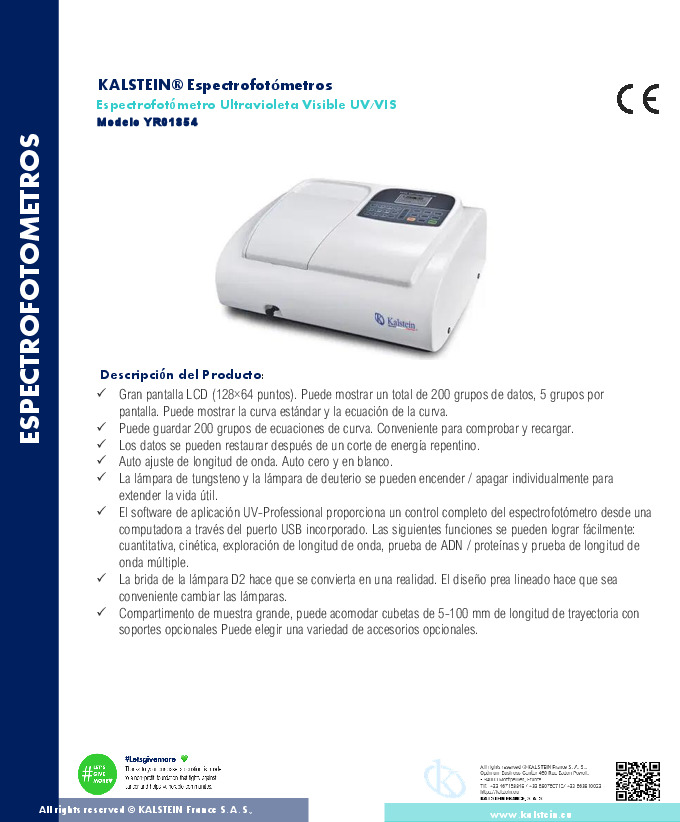 ESPECTROFOTOMETROS
KALSTEIN® Espectrofotómetros
Espectrofotómetro Ultravioleta Visible UV/VIS
Modelo YR01854
CE
Kalstein
Descripción del Producto:
✓ Gran pantalla LCD (128×64 puntos). Puede mostrar un total de 200 grupos de datos, 5 grupos por
pantalla. Puede mostrar la curva estándar y la ecuación de la curva.
✓ Puede guardar 200 grupos de ecuaciones de curva. Conveniente para comprobar y recargar.
✓ Los datos se pueden restaurar después de un corte de energía repentino.
✓ Auto ajuste de longitud de onda. Auto cero y en blanco.
✓ La lámpara de tungsteno y la lámpara de deuterio se pueden encender / apagar individualmente para
extender la vida útil.
✓ El software de aplicación UV-Professional proporciona un control completo del espectrofotómetro desde una
computadora a través del puerto USB incorporado. Las siguientes funciones se pueden lograr fácilmente:
cuantitativa, cinética, exploración de longitud de onda, prueba de ADN / proteínas y prueba de longitud de
onda múltiple.
✓ La brida de la lámpara D2 hace que se convierta en una realidad. El diseño prea lineado hace que sea
conveniente cambiar las lámparas.
✓ Compartimento de muestra grande, puede acomodar cubetas de 5-100 mm de longitud de trayectoria con
soportes opcionales Puede elegir una variedad de accesorios opcionales.
#LET'S
GIVE
MORE
#Letsgivemore
All rights reserved © KALSTEIN France S. A. S.,
KALSTEIN FRANCE, S. A. S
All rights reserved © KALSTEIN France S. A. S.,